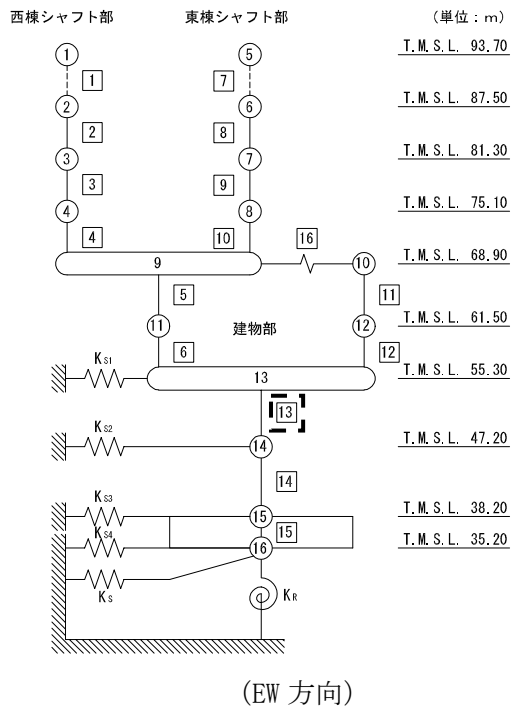 西棟シャフト部 東棟シャフト部 (単位：m)
1 5 T.M.S.L. 93.70
1 7
2 6 T.M.S.L. 87.50
2 8
3 7 T.M.S.L. 81.30
3 9
4 8 T.M.S.L. 75.10
4 10 16
9 10 T.M.S.L. 68.90
5 11
11 建物部 12 T.M.S.L. 61.50
6 12
KS1 13 T.M.S.L. 55.30
13
KS2 14 T.M.S.L. 47.20
14
KS3 15 T.M.S.L. 38.20
15
KS4 16 T.M.S.L. 35.20
KS KR
(EW 方向)